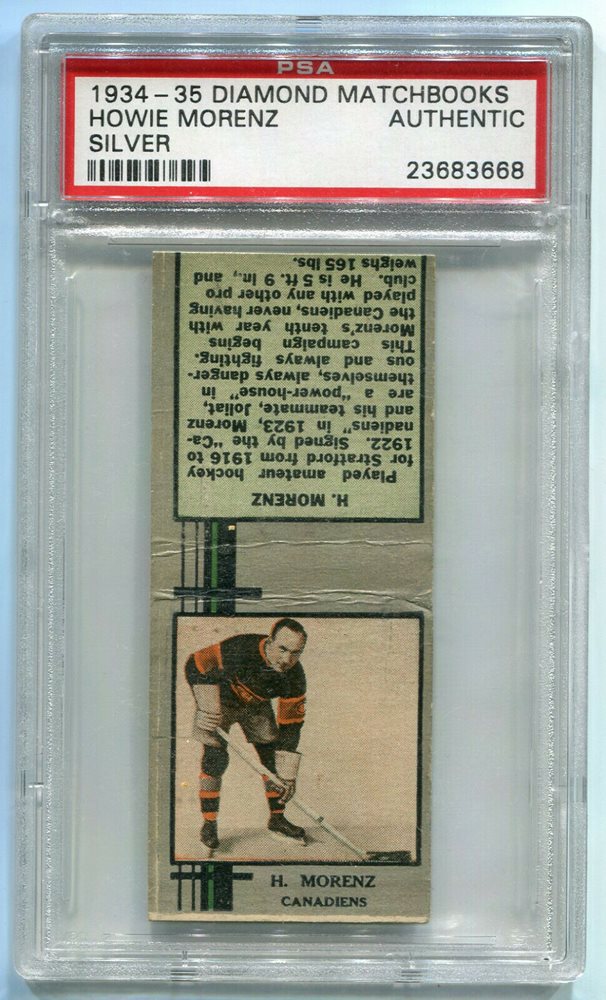 PSA
1934-35 DIAMOND MATCHBOOKS
HOWIE MORENZ AUTHENTIC
SILVER
23683668
H. MORENZ
Played amateur hockey
for Stratford from 1916 to
1922. Signed by the "Ca-
nadiens" in 1923, Morenz
and his teammate, Joliat,
are a "power-house" in
themselves, always danger-
ous and always fighting.
This campaign begins
Morenz's tenth year with
the Canadiens, never having
played with any other pro
club. He is 5 ft. 9 in., and
weighs 165 lbs.
H. MORENZ
CANADIENS